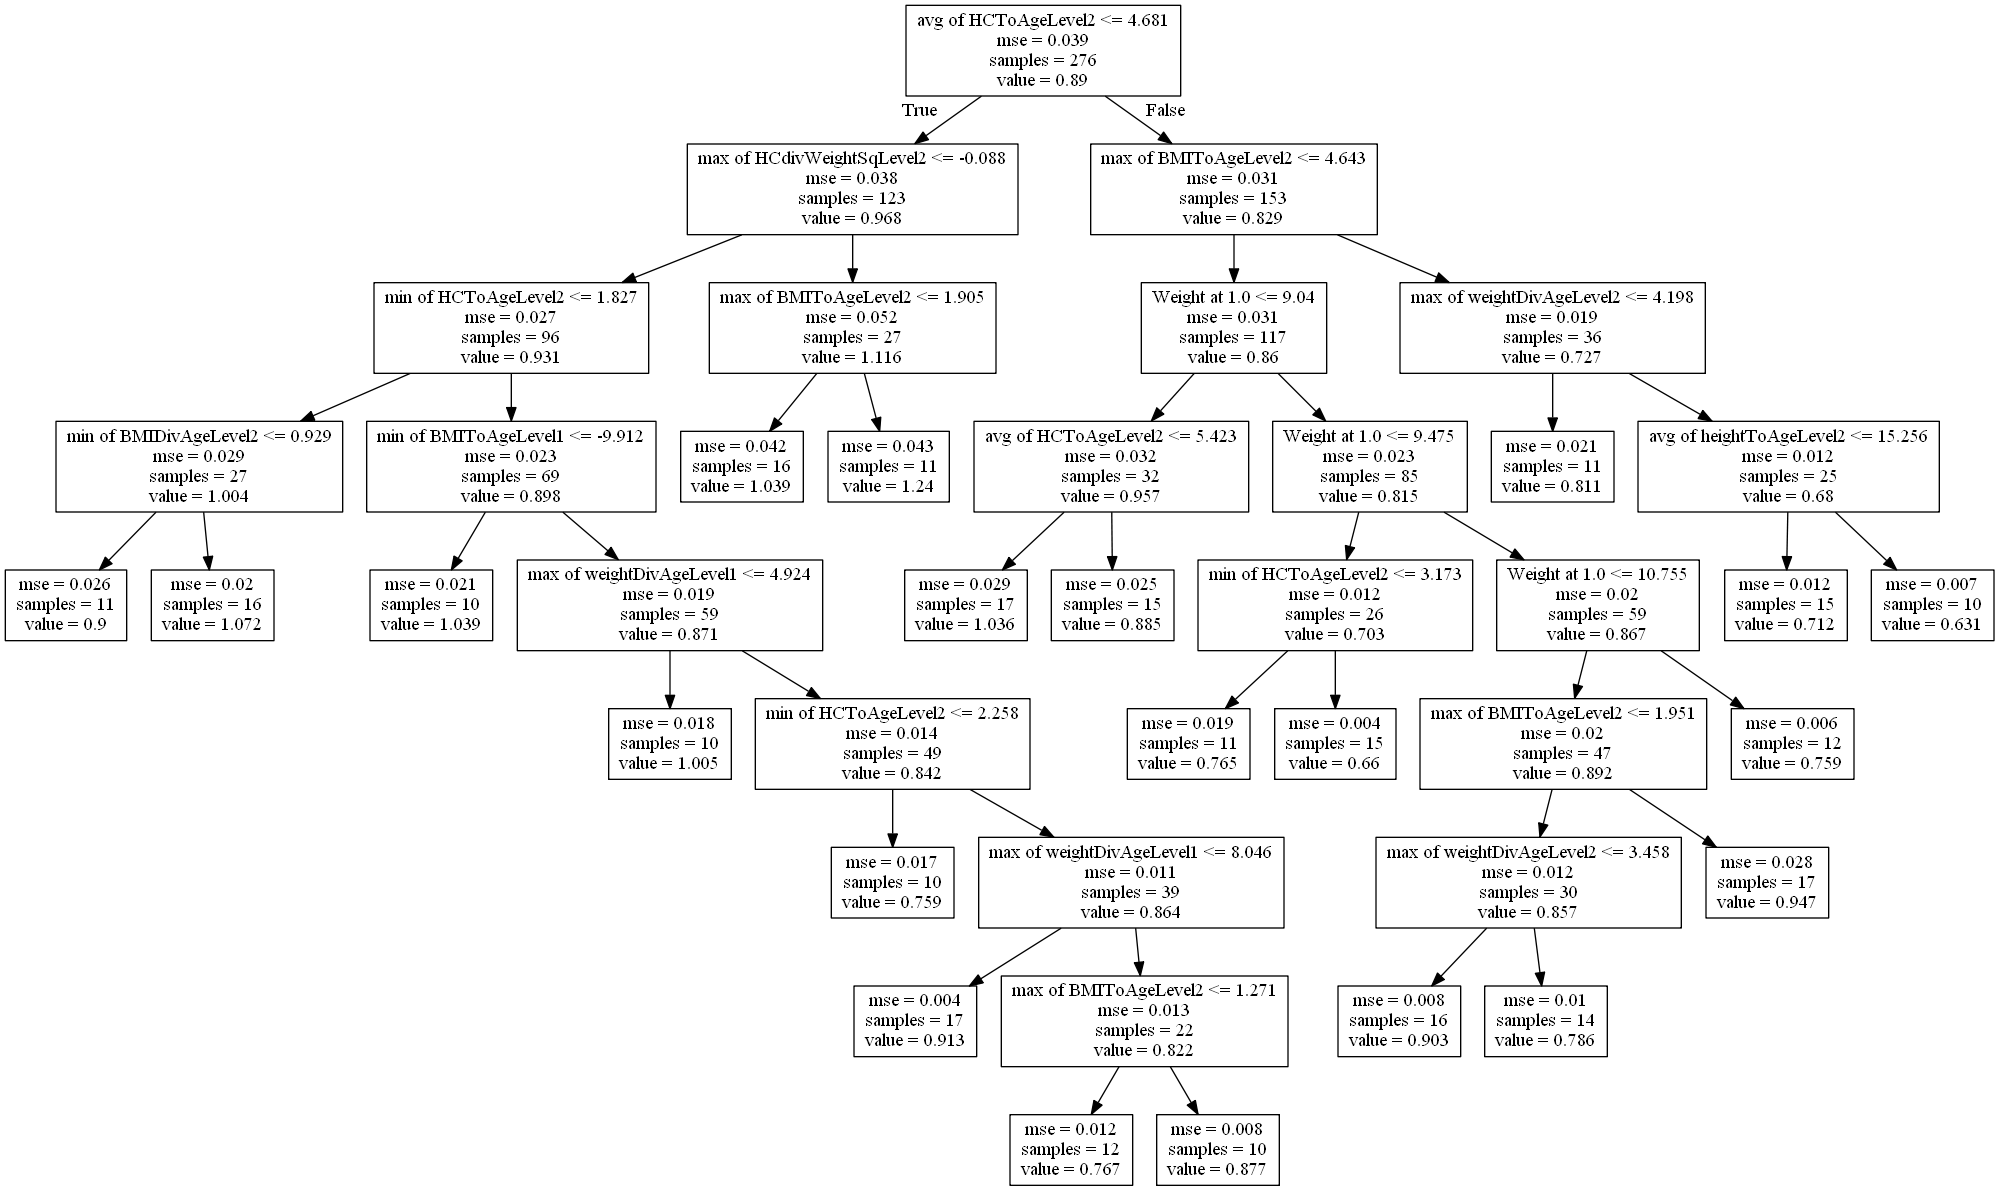 avg of HCToAgeLevel2 <= 4.681
mse = 0.039
samples = 276
value = 0.89
True
False
max of HCdivWeightSqLevel2 <= -0.088
mse = 0.038
samples = 123
value = 0.968
max of BMIToAgeLevel2 <= 4.643
mse = 0.031
samples = 153
value = 0.829
min of HCToAgeLevel2 <= 1.827
mse = 0.027
samples = 96
value = 0.931
max of BMIToAgeLevel2 <= 1.905
mse = 0.052
samples = 27
value = 1.116
Weight at 1.0 <= 9.04
mse = 0.031
samples = 117
value = 0.86
max of weightDivAgeLevel2 <= 4.198
mse = 0.019
samples = 36
value = 0.727
min of BMIDivAgeLevel2 <= 0.929
mse = 0.029
samples = 27
value = 1.004
min of BMIToAgeLevel1 <= -9.912
mse = 0.023
samples = 69
value = 0.898
mse = 0.042
samples = 16
value = 1.039
mse = 0.043
samples = 11
value = 1.24
avg of HCToAgeLevel2 <= 5.423
mse = 0.032
samples = 32
value = 0.957
Weight at 1.0 <= 9.475
mse = 0.023
samples = 85
value = 0.815
mse = 0.021
samples = 11
value = 0.811
avg of heightToAgeLevel2 <= 15.256
mse = 0.012
samples = 25
value = 0.68
mse = 0.026
samples = 11
value = 0.9
mse = 0.02
samples = 16
value = 1.072
mse = 0.021
samples = 10
value = 1.039
max of weightDivAgeLevel1 <= 4.924
mse = 0.019
samples = 59
value = 0.871
mse = 0.029
samples = 17
value = 1.036
mse = 0.025
samples = 15
value = 0.885
min of HCToAgeLevel2 <= 3.173
mse = 0.012
samples = 26
value = 0.703
Weight at 1.0 <= 10.755
mse = 0.02
samples = 59
value = 0.867
mse = 0.012
samples = 15
value = 0.712
mse = 0.007
samples = 10
value = 0.631
mse = 0.018
samples = 10
value = 1.005
min of HCToAgeLevel2 <= 2.258
mse = 0.014
samples = 49
value = 0.842
mse = 0.019
samples = 11
value = 0.765
mse = 0.004
samples = 15
value = 0.66
max of BMIToAgeLevel2 <= 1.951
mse = 0.02
samples = 47
value = 0.892
mse = 0.006
samples = 12
value = 0.759
mse = 0.017
samples = 10
value = 0.759
max of weightDivAgeLevel1 <= 8.046
mse = 0.011
samples = 39
value = 0.864
max of weightDivAgeLevel2 <= 3.458
mse = 0.012
samples = 30
value = 0.857
mse = 0.028
samples = 17
value = 0.947
mse = 0.004
samples = 17
value = 0.913
max of BMIToAgeLevel2 <= 1.271
mse = 0.013
samples = 22
value = 0.822
mse = 0.008
samples = 16
value = 0.903
mse = 0.01
samples = 14
value = 0.786
mse = 0.012
samples = 12
value = 0.767
mse = 0.008
samples = 10
value = 0.877